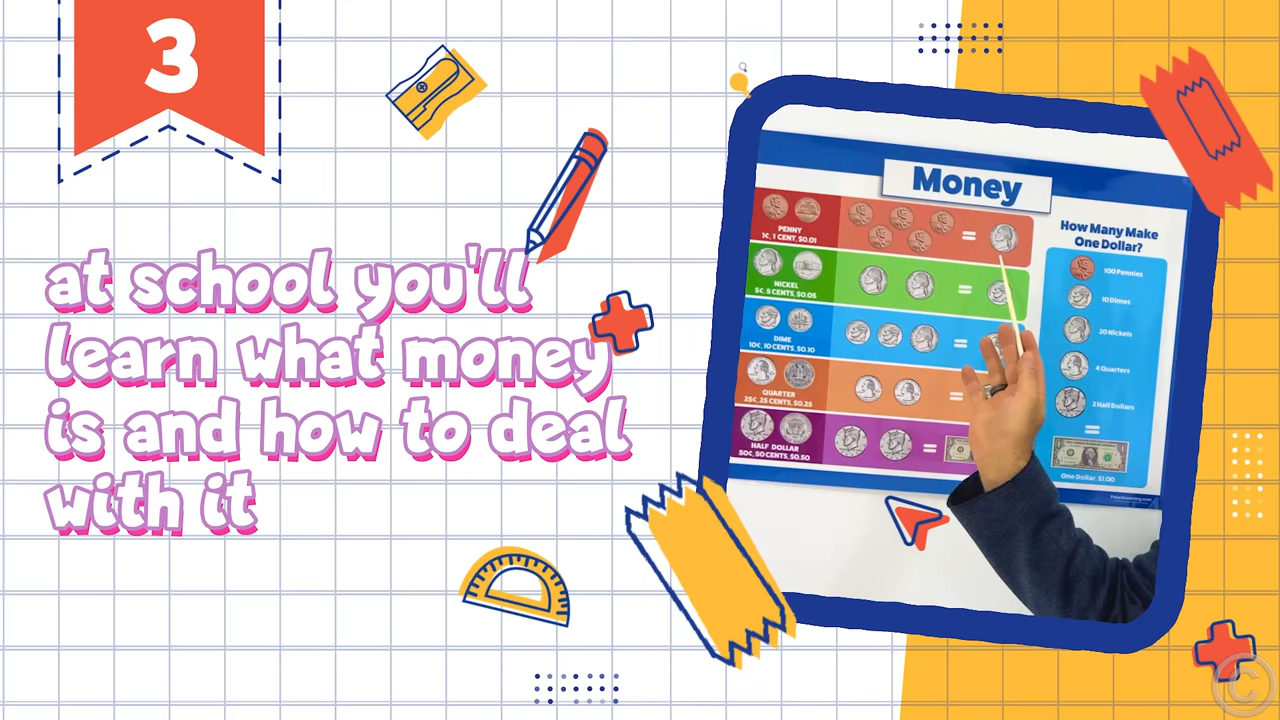 3
at school you'll
learn what money
is and how to deal
with it
Money
PENNY
1¢, 1 CENT, $0.01
=
NICKEL
5¢, 5 CENTS, $0.05
=
DIME
10¢, 10 CENTS, $0.10
=
QUARTER
25¢, 25 CENTS, $0.25
=
HALF DOLLAR
50¢, 50 CENTS, $0.50
=
How Many Make
One Dollar?
100 Pennies
10 Dimes
20 Nickels
4 Quarters
2 Half Dollars
=
One Dollar, $1.00
©